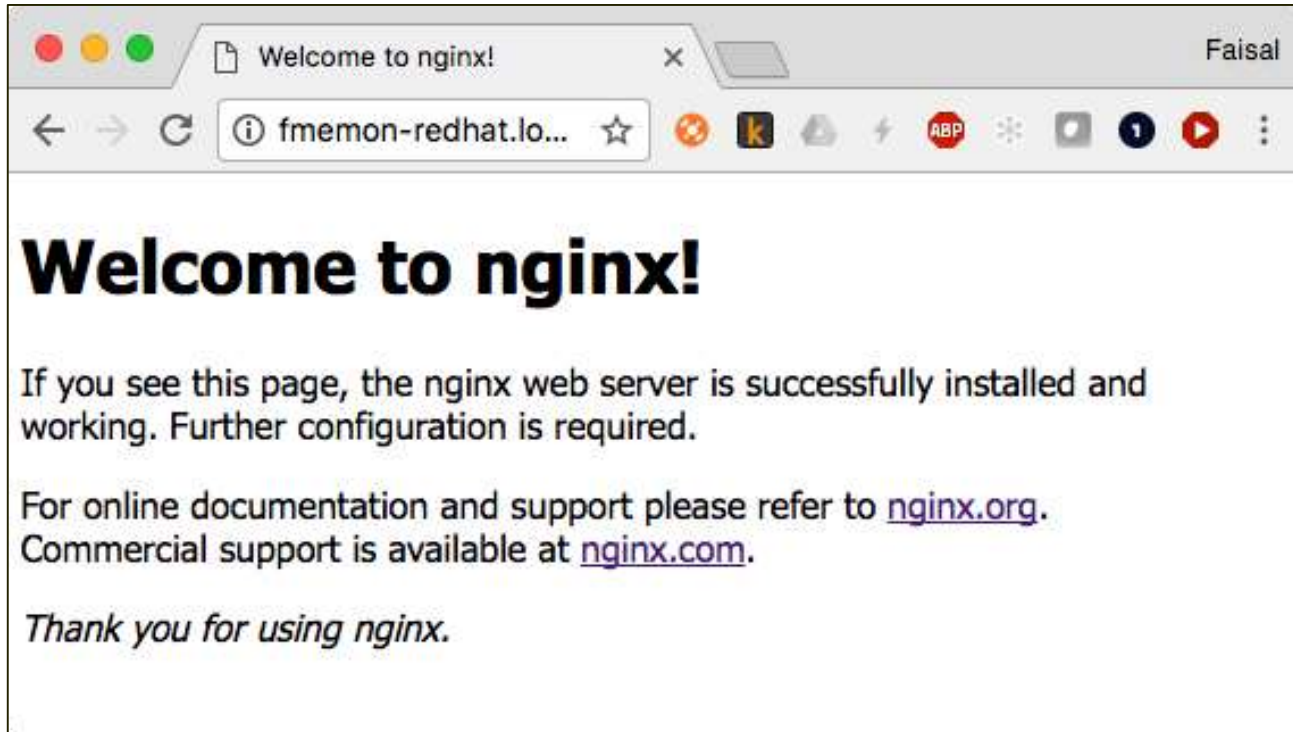 Welcome to nginx!
Faisal
fmemon-redhat.lo...
k
ABP
1
Welcome to nginx!
If you see this page, the nginx web server is successfully installed and
working. Further configuration is required.
For online documentation and support please refer to nginx.org.
Commercial support is available at nginx.com.
Thank you for using nginx.